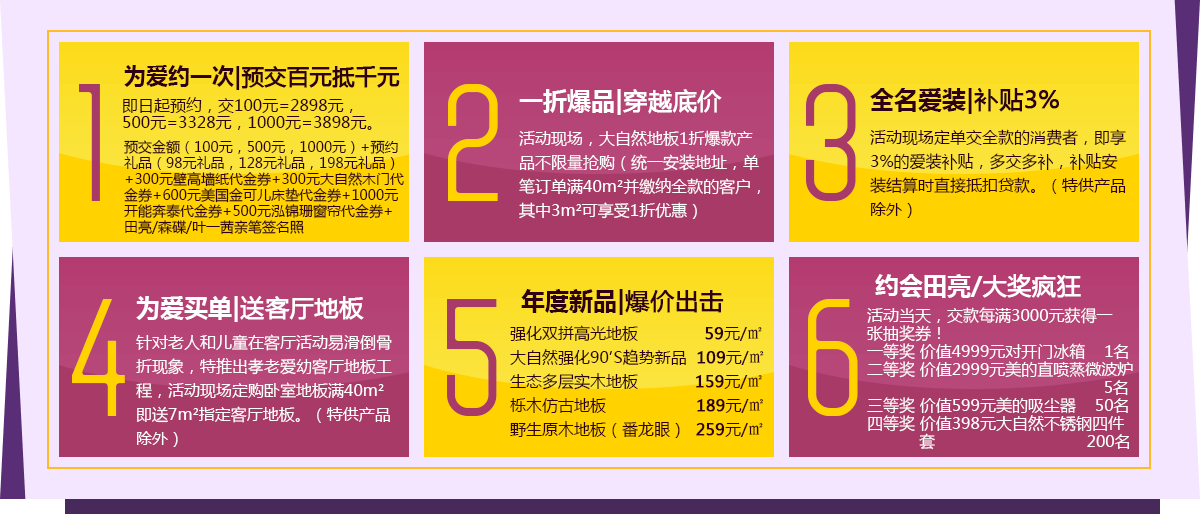 1
为爱约一次|预交百元抵千元
即日起预约，交100元=2898元，
500元=3328元，1000元=3898元。
预交金额（100元，500元，1000元）+预约
礼品（98元礼品，128元礼品，198元礼品）
+300元壁高墙纸代金券+300元大自然木门代
金券+600元美国金可儿床垫代金券+1000元
开能奔泰代金券+500元泓锦珊窗帘代金券+
田亮/森碟/叶一茜亲笔签名照
2
一折爆品|穿越底价
活动现场，大自然地板1折爆款产
品不限量抢购（统一安装地址，单
笔订单满40m²并缴纳全款的客户，
其中3m²可享受1折优惠）
3
全名爱装|补贴3%
活动现场定单交全款的消费者，即享
3%的爱装补贴，多交多补，补贴安
装结算时直接抵扣贷款。（特供产品
除外）
4
为爱买单|送客厅地板
针对老人和儿童在客厅活动易滑倒骨
折现象，特推出孝老爱幼客厅地板工
程，活动现场定购卧室地板满40m²
即送7m²指定客厅地板。（特供产品
除外）
5
年度新品|爆价出击
强化双拼高光地板 59元/㎡
大自然强化90'S趋势新品 109元/㎡
生态多层实木地板 159元/㎡
栎木仿古地板 189元/㎡
野生原木地板（番龙眼） 259元/㎡
6
约会田亮/大奖疯狂
活动当天，交款每满3000元获得一
张抽奖券！
一等奖 价值4999元对开门冰箱 1名
二等奖 价值2999元美的直喷蒸微波炉
5名
三等奖 价值599元美的吸尘器 50名
四等奖 价值398元大自然不锈钢四件
套 200名